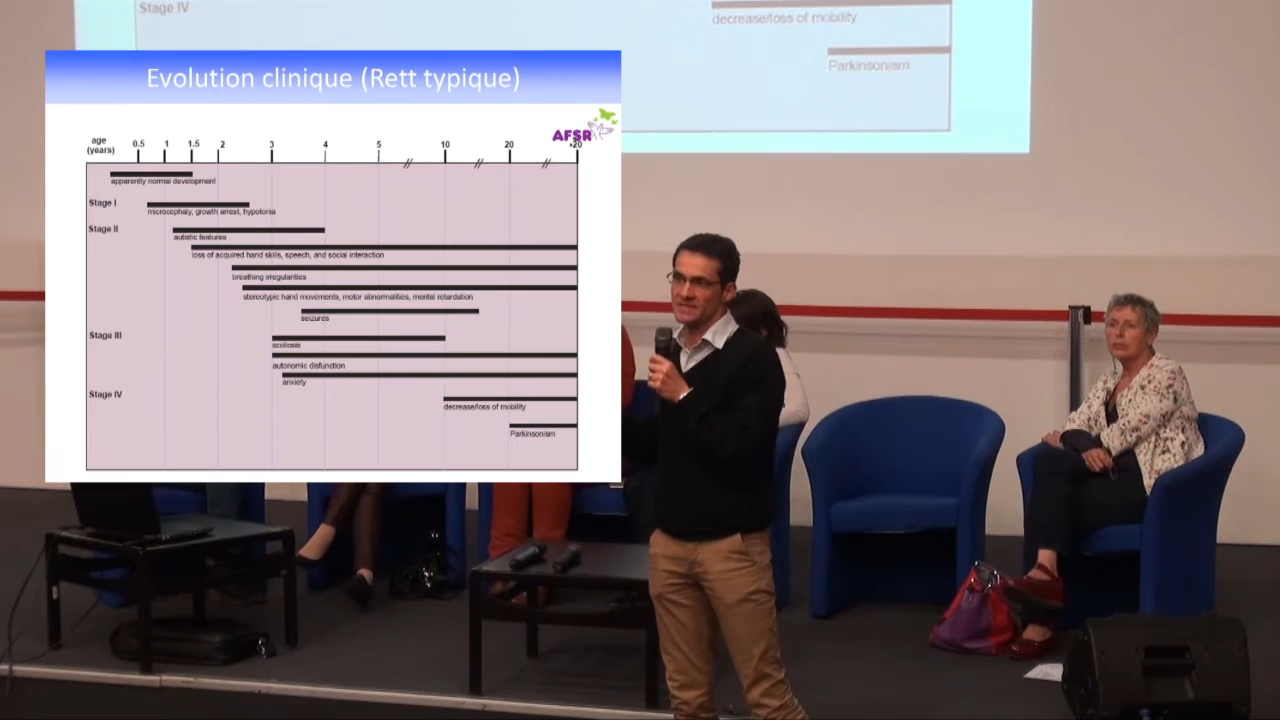 Stage IV
decrease/loss of mobility
Parkinsonism
Evolution clinique (Rett typique)
AFSR
age
(years)
0.5 1 1.5 2 3 4 5 10 20 >20
apparently normal development
Stage I
microcephaly, growth arrest, hypotonia
Stage II
autistic features
loss of acquired hand skills, speech, and social interaction
breathing irregularities
stereotypic hand movements, motor abnormalities, mental retardation
seizures
Stage III
scoliosis
autonomic disfunction
anxiety
Stage IV
decrease/loss of mobility
Parkinsonism